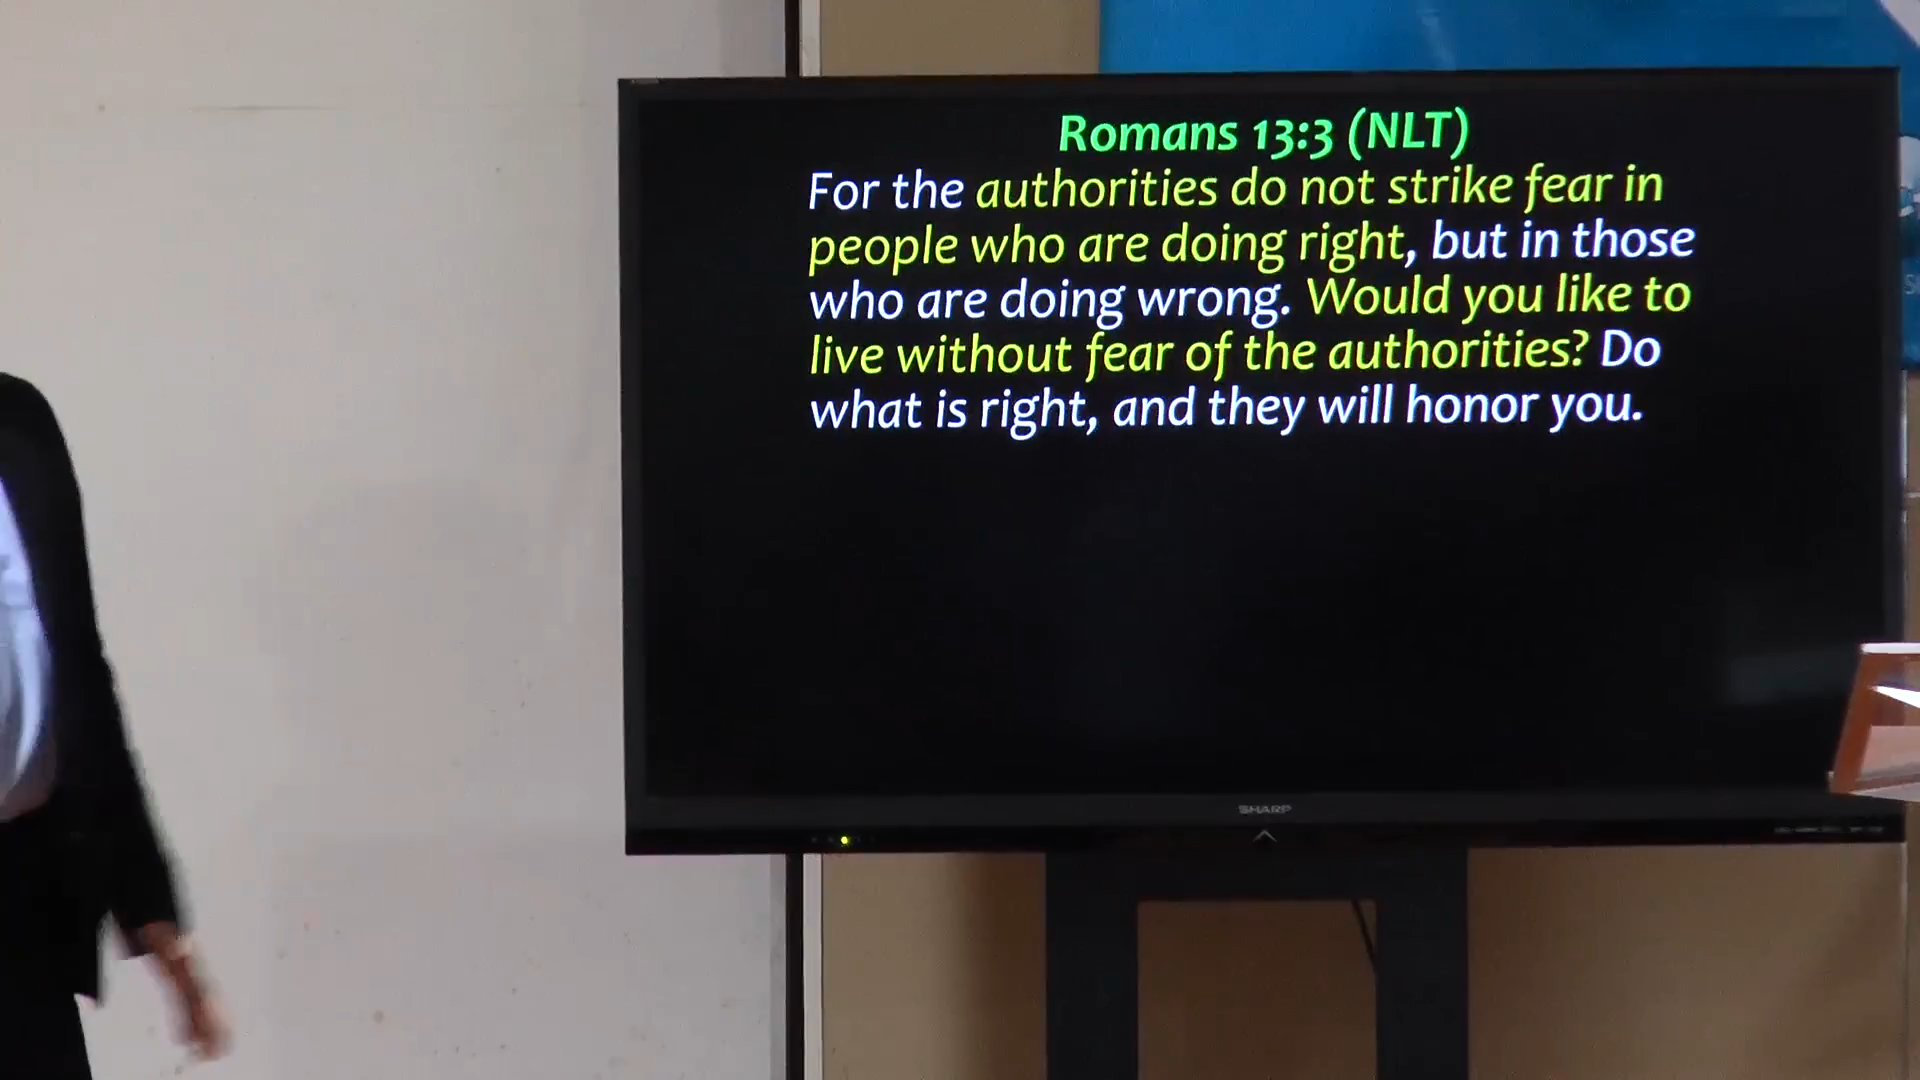 Romans 13:3 (NLT)
For the authorities do not strike fear in
people who are doing right, but in those
who are doing wrong. Would you like to
live without fear of the authorities? Do
what is right, and they will honor you.
SHARP